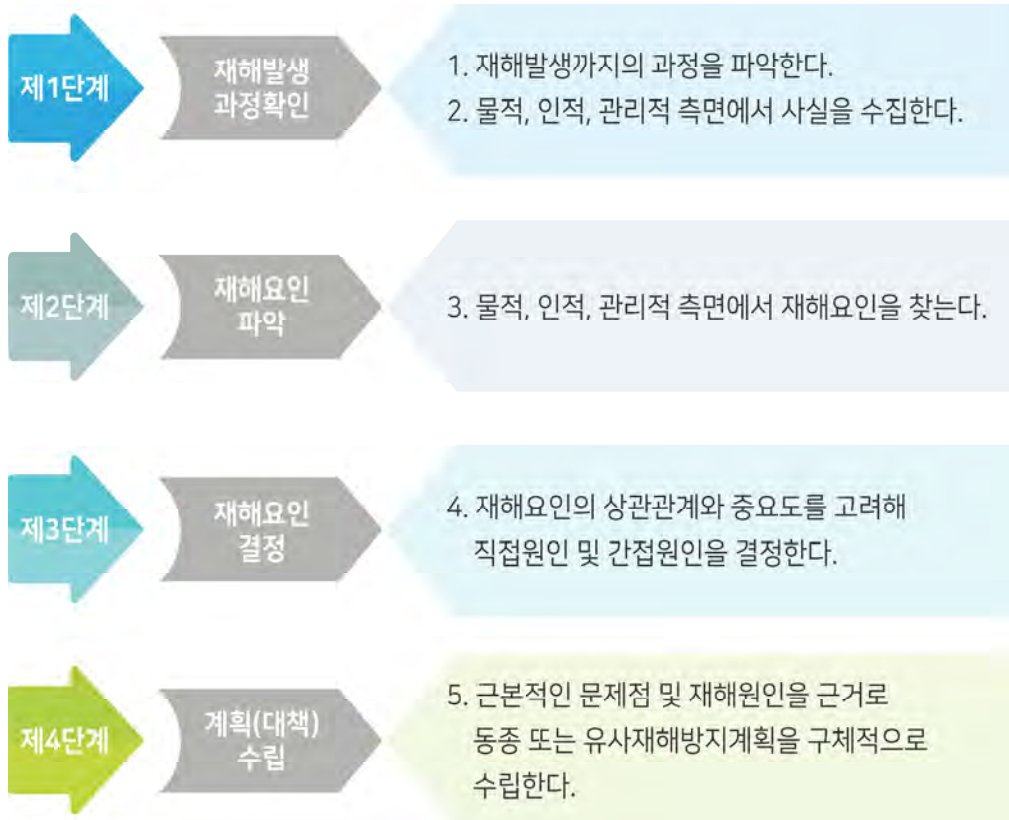 제1단계
재해발생
과정확인
1. 재해발생까지의 과정을 파악한다.
2. 물적, 인적, 관리적 측면에서 사실을 수집한다.
제2단계
재해요인
파악
3. 물적, 인적, 관리적 측면에서 재해요인을 찾는다.
제3단계
재해요인
결정
4. 재해요인의 상관관계와 중요도를 고려해
직접원인 및 간접원인을 결정한다.
제4단계
계획(대책)
수립
5. 근본적인 문제점 및 재해원인을 근거로
동종 또는 유사재해방지계획을 구체적으로
수립한다.